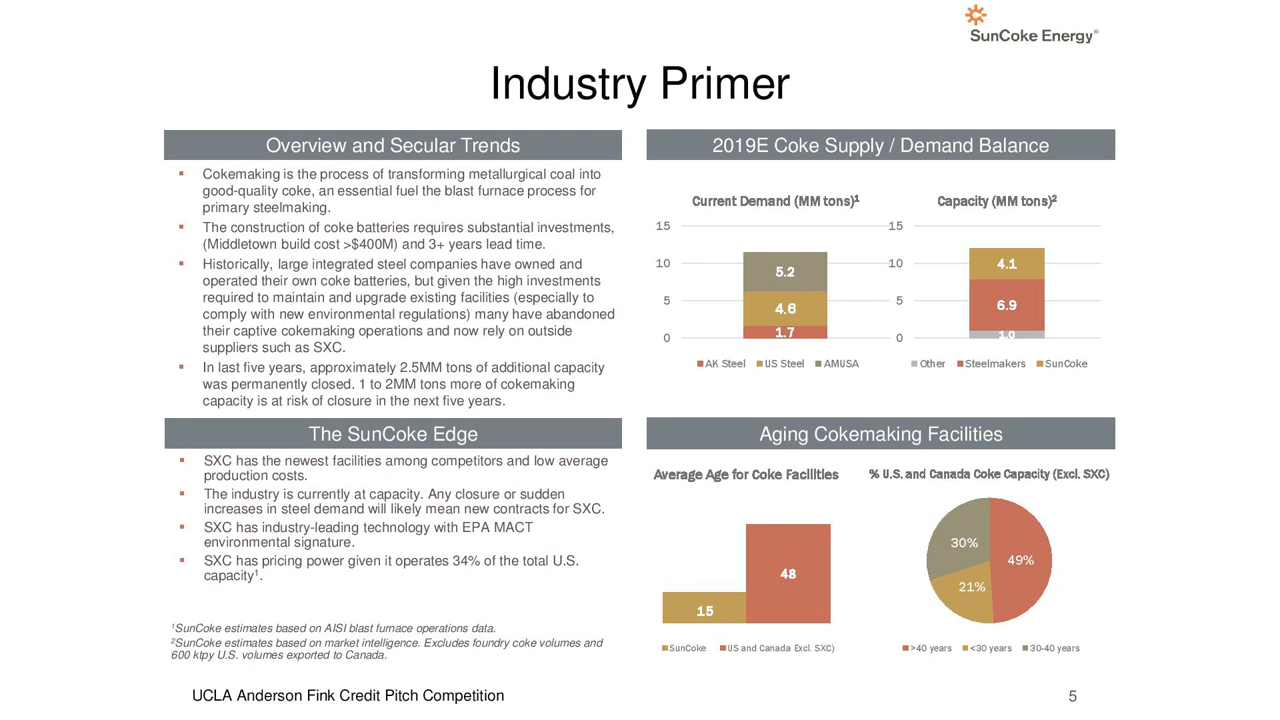 SunCoke Energy®
Industry Primer
Overview and Secular Trends
▪ Cokemaking is the process of transforming metallurgical coal into
good-quality coke, an essential fuel the blast furnace process for
primary steelmaking.
▪ The construction of coke batteries requires substantial investments,
(Middletown build cost >$400M) and 3+ years lead time.
▪ Historically, large integrated steel companies have owned and
operated their own coke batteries, but given the high investments
required to maintain and upgrade existing facilities (especially to
comply with new environmental regulations) many have abandoned
their captive cokemaking operations and now rely on outside
suppliers such as SXC.
▪ In last five years, approximately 2.5MM tons of additional capacity
was permanently closed. 1 to 2MM tons more of cokemaking
capacity is at risk of closure in the next five years.
2019E Coke Supply / Demand Balance
Current Demand (MM tons)¹
15
10
5
0
5.2
4.6
1.7
AK Steel US Steel AMUSA
Capacity (MM tons)²
15
10
5
0
4.1
6.9
1.0
Other Steelmakers SunCoke
The SunCoke Edge
▪ SXC has the newest facilities among competitors and low average
production costs.
▪ The industry is currently at capacity. Any closure or sudden
increases in steel demand will likely mean new contracts for SXC.
▪ SXC has industry-leading technology with EPA MACT
environmental signature.
▪ SXC has pricing power given it operates 34% of the total U.S.
capacity¹.
Aging Cokemaking Facilities
Average Age for Coke Facilities
15
48
SunCoke US and Canada Excl. SXC)
% U.S. and Canada Coke Capacity (Excl. SXC)
30%
49%
21%
>40 years <30 years 30-40 years
¹SunCoke estimates based on AISI blast furnace operations data.
²SunCoke estimates based on market intelligence. Excludes foundry coke volumes and
600 ktpy U.S. volumes exported to Canada.
UCLA Anderson Fink Credit Pitch Competition
5